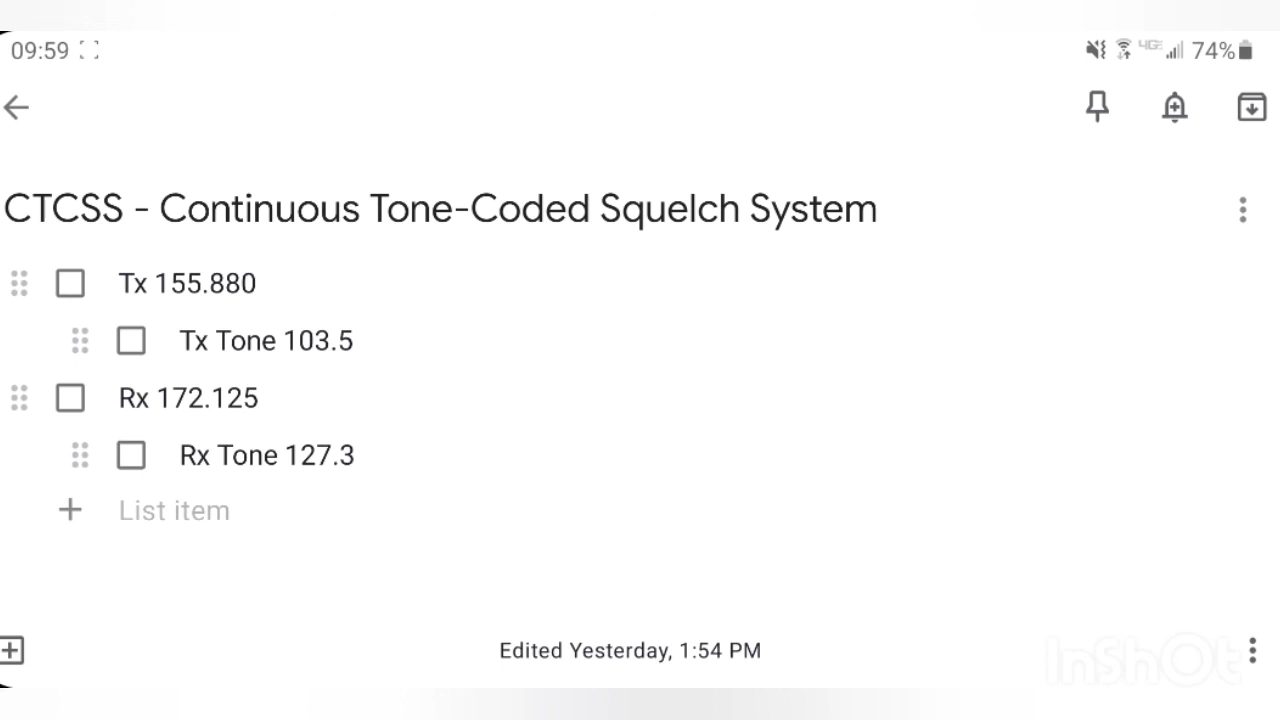 09:59
4GE 74%
CTCSS - Continuous Tone-Coded Squelch System
Tx 155.880
Tx Tone 103.5
Rx 172.125
Rx Tone 127.3
List item
Edited Yesterday, 1:54 PM
InShOt